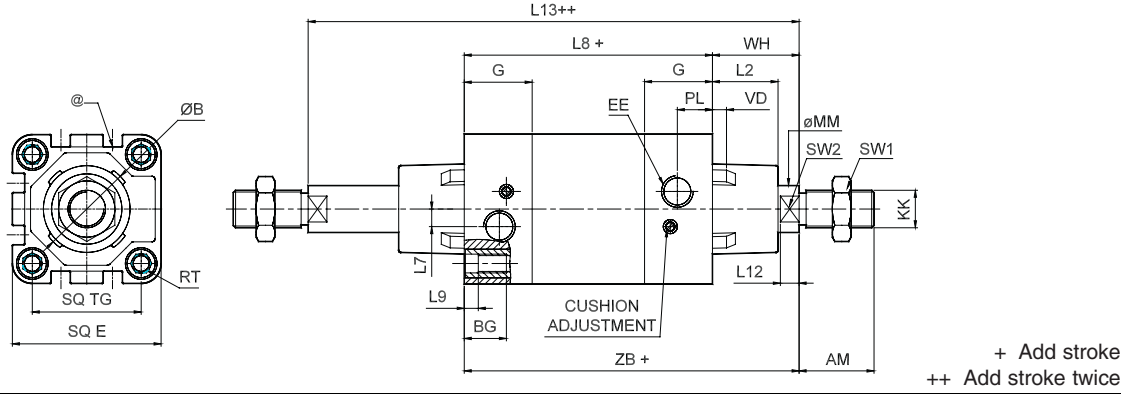 L13++
L8 +
WH
G
G
L2
@
ØB
EE
PL
VD
øMM
SW2
SW1
KK
L7
RT
L12
SQ TG
L9
CUSHION
ADJUSTMENT
SQ E
BG
ZB +
AM
+ Add stroke
++ Add stroke twice